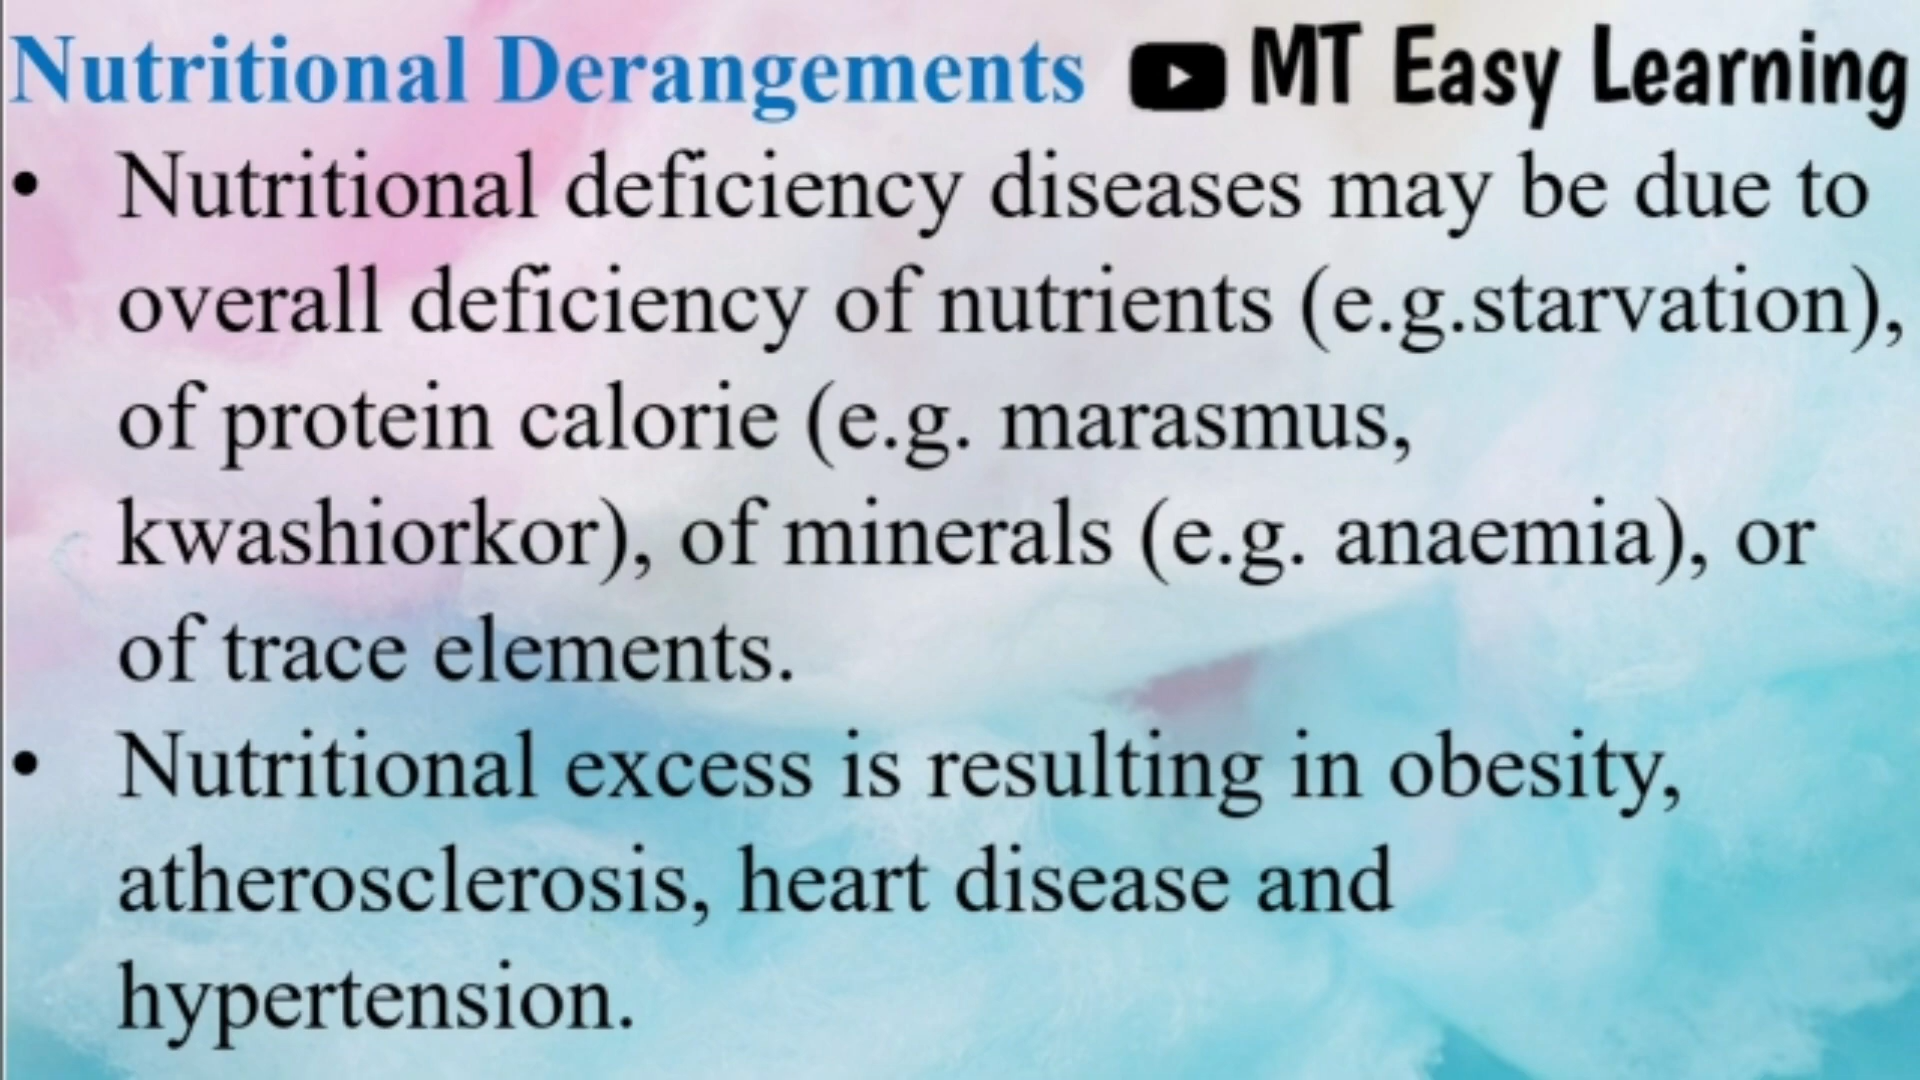 Nutritional Derangements MT Easy Learning
• Nutritional deficiency diseases may be due to
overall deficiency of nutrients (e.g.starvation),
of protein calorie (e.g. marasmus,
kwashiorkor), of minerals (e.g. anaemia), or
of trace elements.
• Nutritional excess is resulting in obesity,
atherosclerosis, heart disease and
hypertension.